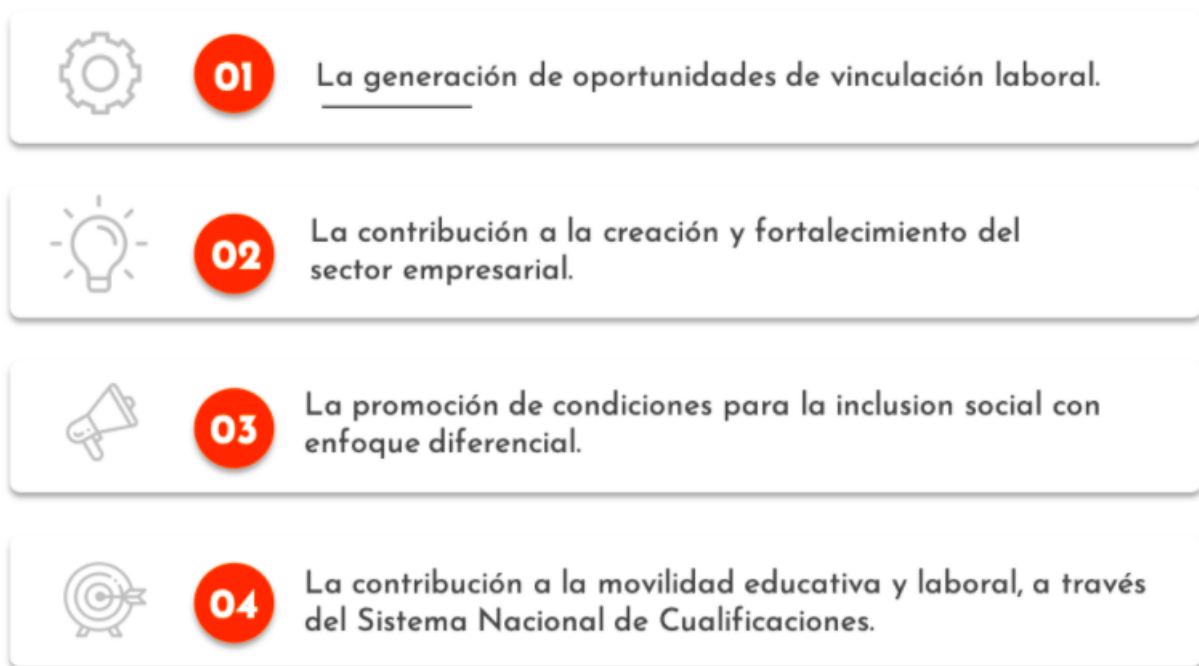 01
La generación de oportunidades de vinculación laboral.
02
La contribución a la creación y fortalecimiento del
sector empresarial.
03
La promoción de condiciones para la inclusion social con
enfoque diferencial.
04
La contribución a la movilidad educativa y laboral, a través
del Sistema Nacional de Cualificaciones.